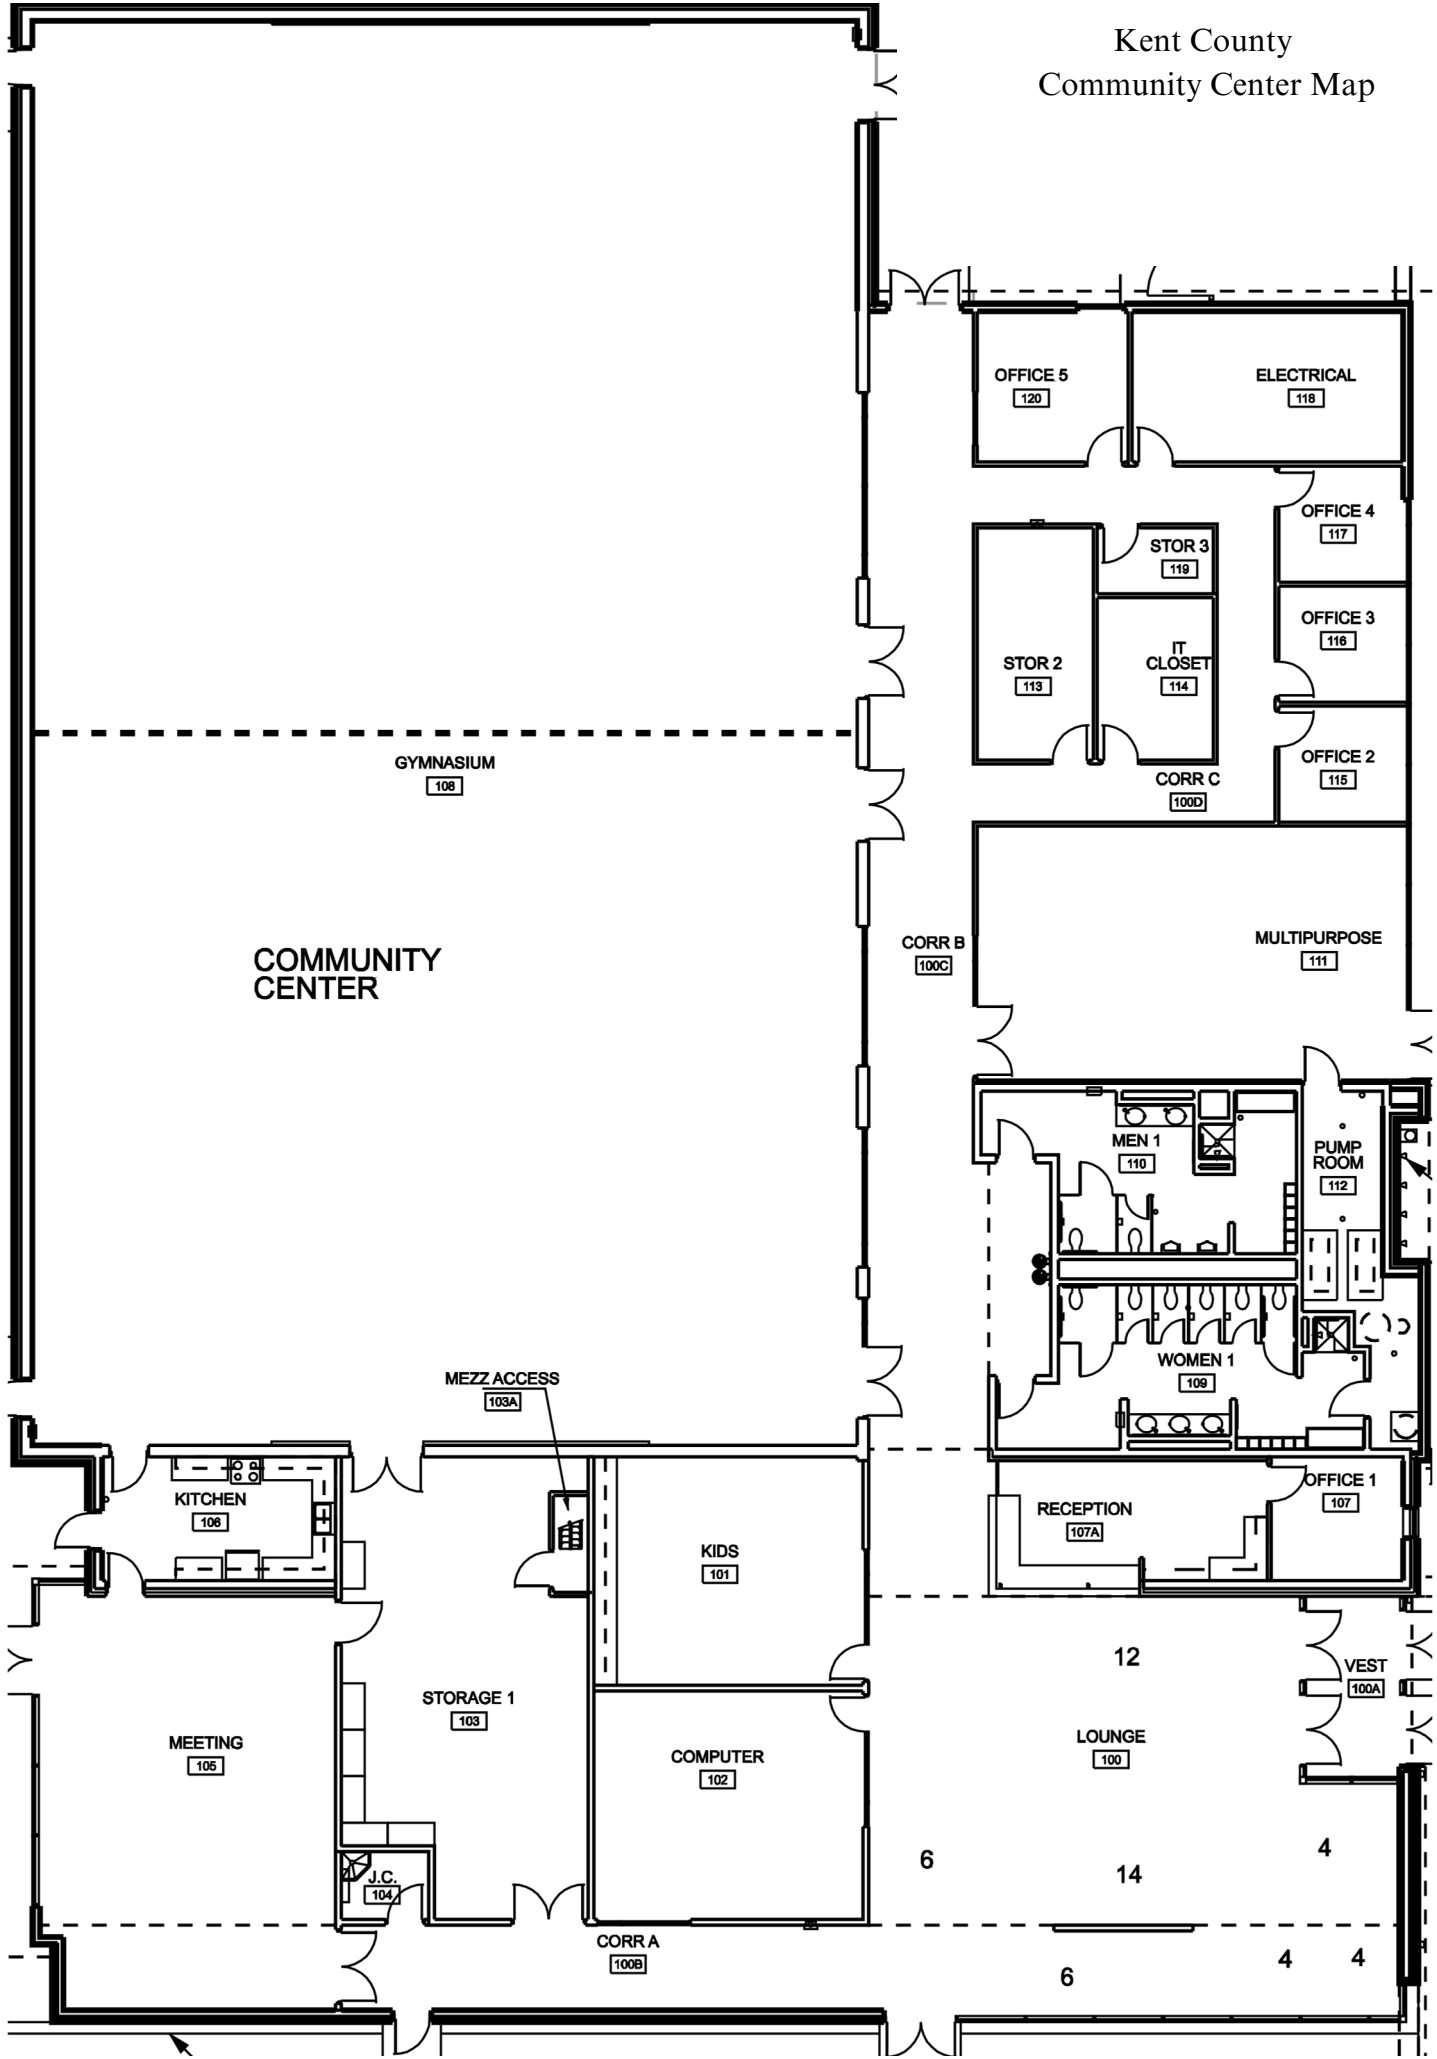 Kent County
Community Center Map
OFFICE 5
120
ELECTRICAL
118
OFFICE 4
117
STOR 3
119
OFFICE 3
116
STOR 2
113
IT
CLOSET
114
GYMNASIUM
108
OFFICE 2
115
CORR C
100D
COMMUNITY
CENTER
CORR B
100C
MULTIPURPOSE
111
MEN 1
110
PUMP
ROOM
112
WOMEN 1
109
MEZZ ACCESS
103A
KITCHEN
106
RECEPTION
107A
OFFICE 1
107
KIDS
101
12
VEST
100A
STORAGE 1
103
MEETING
105
COMPUTER
102
LOUNGE
100
6
14
4
J.C.
104
CORR A
100B
6
4
4